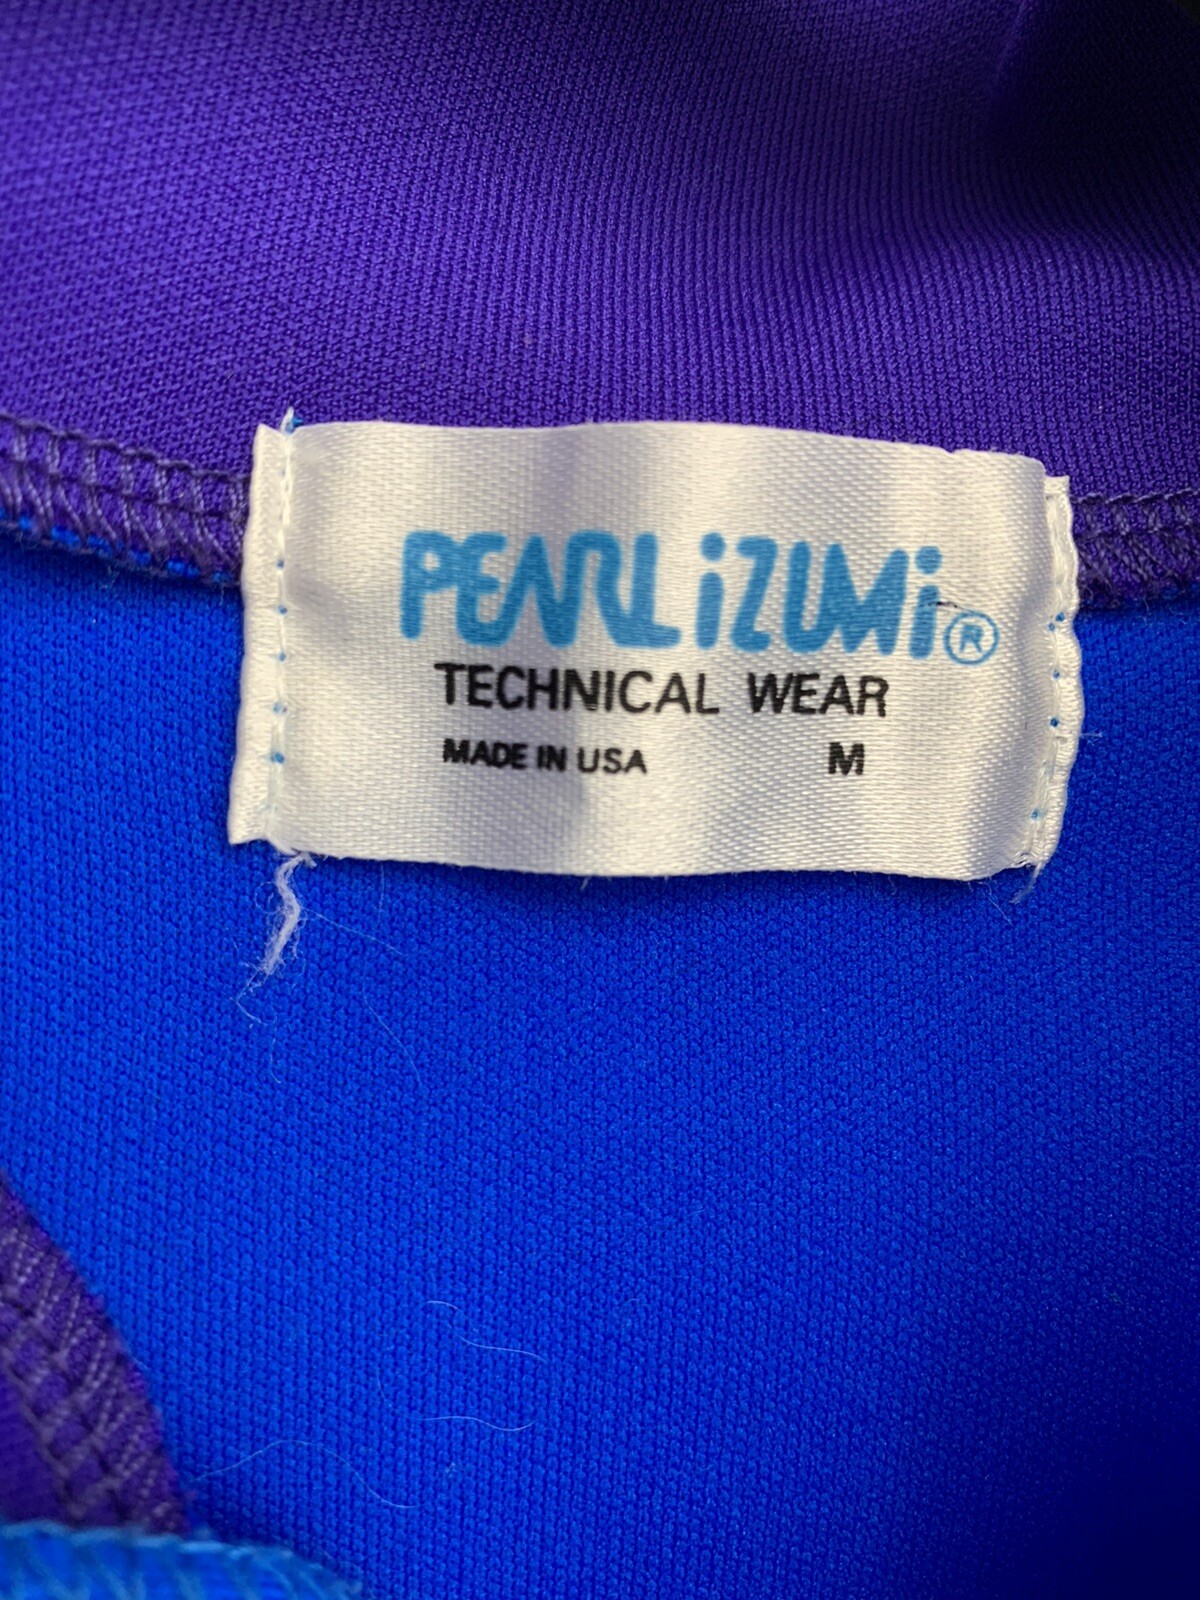 PEARL iZUMi®
TECHNICAL WEAR
MADE IN USA M